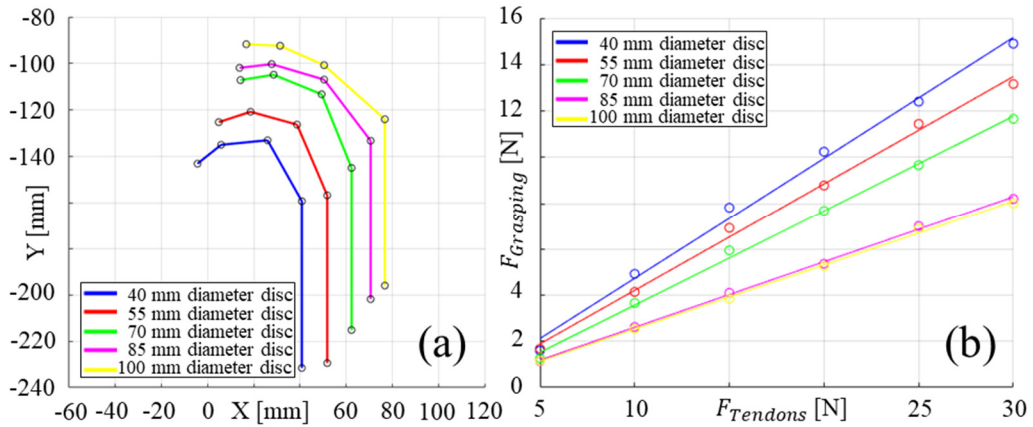 -80
-100
-120
-140
Y [mm]
-200
-220
-240
-60 -40 -20 0 X [mm] 60 80 100 120
40 mm diameter disc
55 mm diameter disc
70 mm diameter disc
85 mm diameter disc
100 mm diameter disc
(a)
16
14
12
F_Grasping [N]
4
2
0
5 10 F_Tendons [N] 25 30
40 mm diameter disc
55 mm diameter disc
70 mm diameter disc
85 mm diameter disc
100 mm diameter disc
(b)